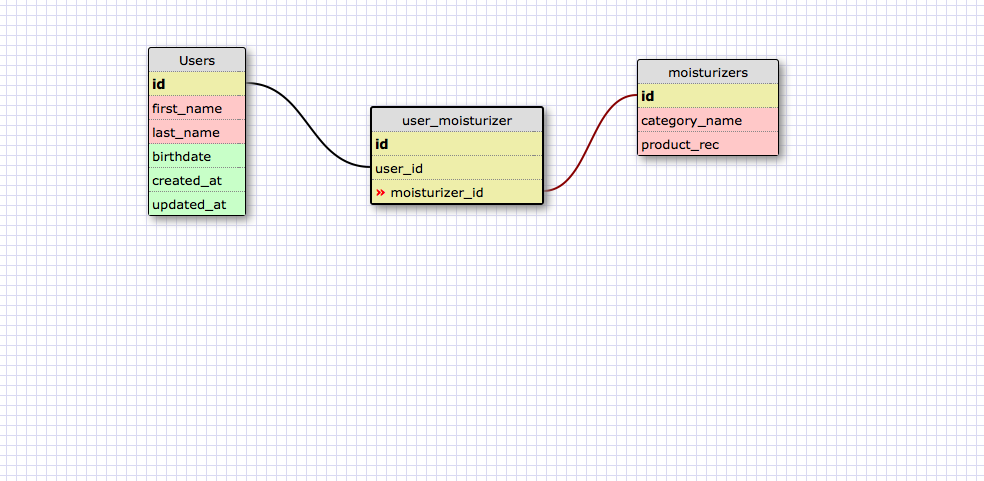 Users
id
first_name
last_name
birthdate
created_at
updated_at
user_moisturizer
id
user_id
» moisturizer_id
moisturizers
id
category_name
product_rec